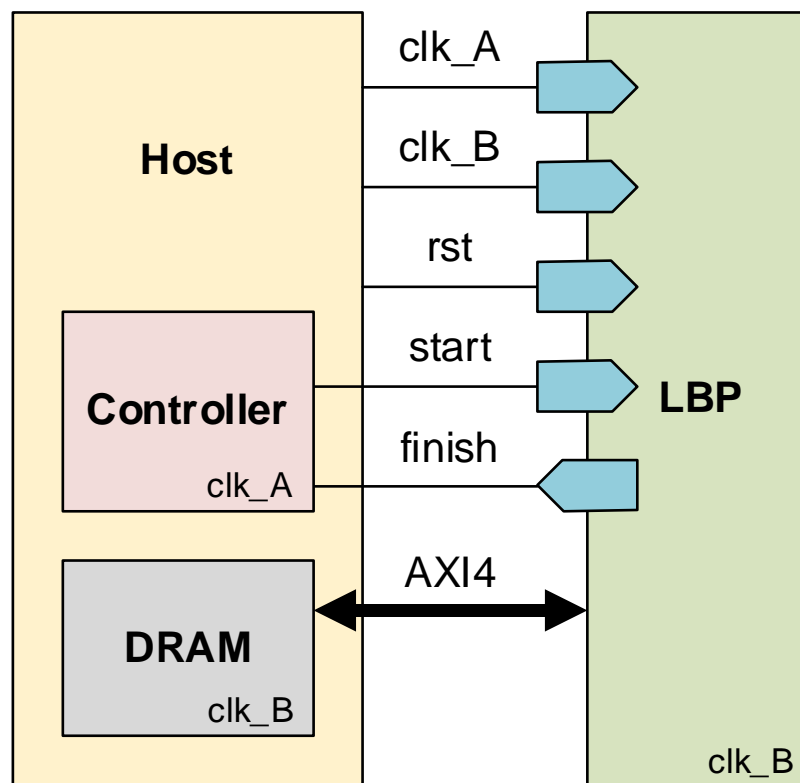 clk_A
clk_B
Host
rst
start
Controller
LBP
finish
clk_A
AXI4
DRAM
clk_B
clk_B